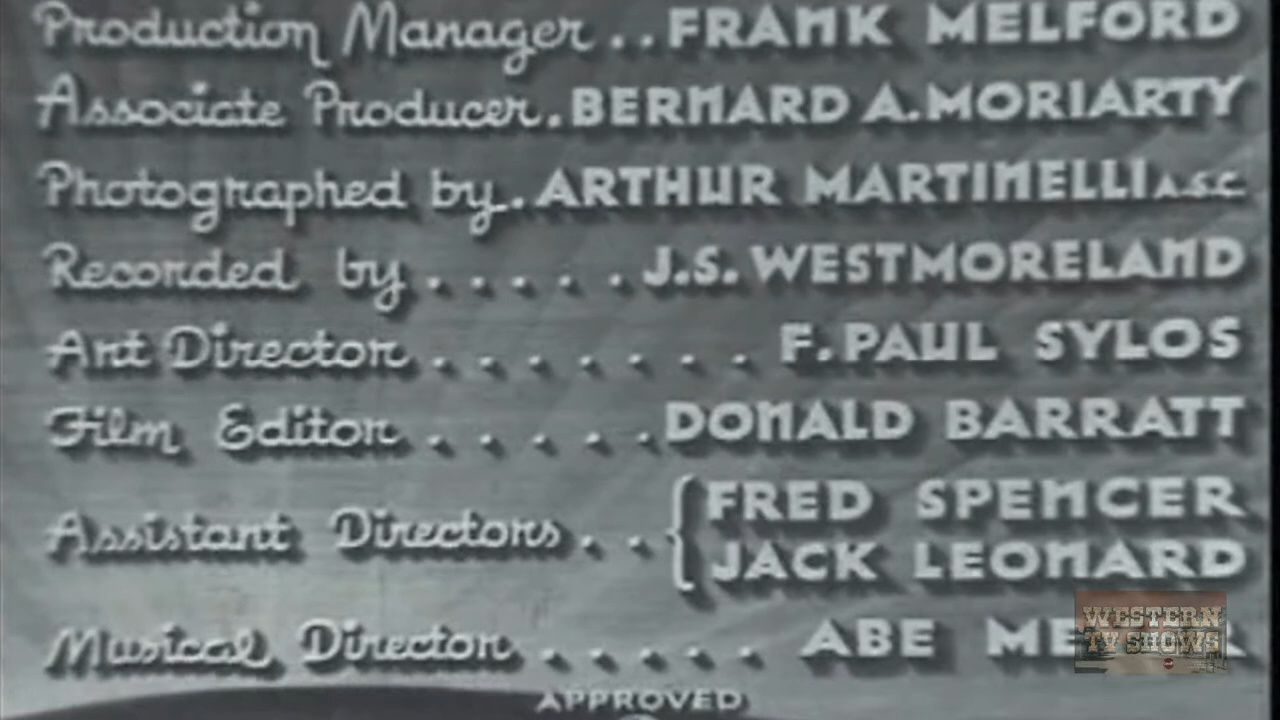 Production Manager .. FRANK MELFORD
Associate Producer. BERNARD A. MORIARTY
Photographed by. ARTHUR MARTINELLI A.S.C
Recorded by ..... J.S. WESTMORELAND
Art Director ....... F. PAUL SYLOS
Film Editor ..... DONALD BARRATT
Assistant Directors .. { FRED SPENCER
JACK LEONARD
Musical Director ..... ABE
WESTERN
TV SHOWS
APPROVED